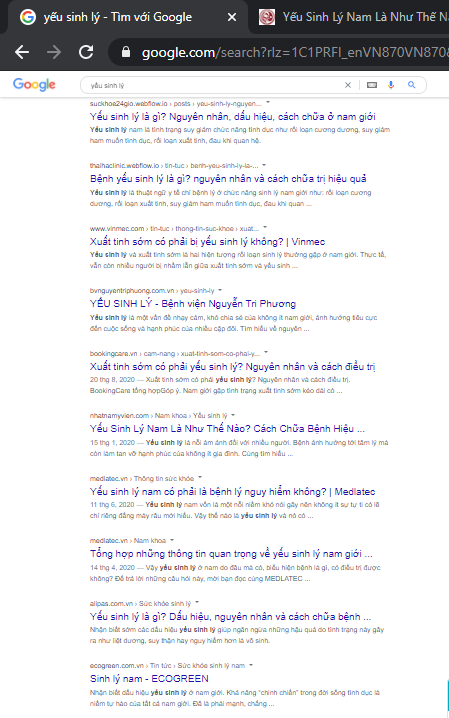 yếu sinh lý - Tìm với Google
Yếu Sinh Lý Nam Là Như Thế N
google.com/search?rlz=1C1PRFI_enVN870VN870&
Google
yếu sinh lý
suckhoe24gio.webflow.io › posts › yeu-sinh-ly-nguyen...
Yếu sinh lý là gì? Nguyên nhân, dấu hiệu, cách chữa ở nam giới
Yếu sinh lý nam là tình trạng suy giảm chức năng tình dục như rối loạn cương dương, suy giảm
ham muốn tình dục, rối loạn xuất tinh, đau khi quan hệ.
thaihaclinic.webflow.io › tin-tuc › benh-yeu-sinh-ly-la-...
Bệnh yếu sinh lý là gì? nguyên nhân và cách chữa trị hiệu quả
Yếu sinh lý là thuật ngữ y tế chỉ bệnh lý ở chức năng sinh lý nam giới như: rối loạn cương
dương, rối loạn xuất tinh, suy giảm ham muốn tình dục, đau khi quan ...
www.vinmec.com › tin-tuc › thong-tin-suc-khoe › xuat...
Xuất tinh sớm có phải bị yếu sinh lý không? | Vinmec
Yếu sinh lý và xuất tinh sớm là hai hiện tượng rối loạn sinh lý thường gặp ở nam giới. Thực tế,
vẫn còn nhiều người bị nhầm lẫn giữa xuất tinh sớm và yếu sinh ...
bvnguyentriphuong.com.vn › yeu-sinh-ly
YẾU SINH LÝ - Bệnh viện Nguyễn Tri Phương
Yếu sinh lý là một vấn đề nhạy cảm, khó chia sẻ của không ít nam giới, ảnh hưởng tiêu cực
đến cuộc sống và hạnh phúc của nhiều cặp đôi. Tìm hiểu về nguyên ...
bookingcare.vn › cam-nang › xuat-tinh-som-co-phai-y...
Xuất tinh sớm có phải yếu sinh lý? Nguyên nhân và cách điều trị
20 thg 8, 2020 — Xuất tinh sớm có phải yếu sinh lý? Nguyên nhân và cách điều trị.
BookingCare tổng hợpGóp ý. Nam giới gặp tình trạng xuất tinh sớm kéo dài có ...
nhatnamyvien.com › Nam khoa › Yếu sinh lý
Yếu Sinh Lý Nam Là Như Thế Nào? Cách Chữa Bệnh Hiệu ...
15 thg 1, 2020 — Yếu sinh lý là nỗi ám ảnh đối với nhiều người. Bệnh ảnh hưởng tới tâm lý mà
còn làm tan vỡ hạnh phúc của không ít gia đình. Cùng tìm hiểu ...
medlatec.vn › Thông tin sức khỏe
Yếu sinh lý nam có phải là bệnh lý nguy hiểm không? | Medlatec
11 thg 6, 2020 — Yếu sinh lý nam vốn là một nỗi niềm khó nói gây nên không ít sự tự ti có lẽ
chỉ riêng đấng mày râu mới hiểu. Vậy thế nào là yếu sinh lý và nó có ...
medlatec.vn › Nam khoa
Tổng hợp những thông tin quan trọng về yếu sinh lý nam giới ...
14 thg 4, 2020 — Vậy yếu sinh lý ở nam do đâu mà có, biểu hiện bệnh là gì, có điều trị được
không? Để trả lời những câu hỏi này, mời bạn đọc cùng MEDLATEC ...
alipas.com.vn › Sức khỏe sinh lý
Yếu sinh lý là gì? Dấu hiệu, nguyên nhân và cách chữa bệnh ...
Nhận biết sớm các dấu hiệu yếu sinh lý giúp ngăn ngừa những hậu quả do tình trạng này gây
ra như liệt dương, suy thận hay nguy hiểm hơn là vô sinh.
ecogreen.com.vn › Tin tức › Sức khỏe sinh lý nam
Sinh lý nam - ECOGREEN
Nhận biết dấu hiệu yếu sinh lý ở nam giới. Khả năng "chinh chiến" trong đời sống tình dục là
niềm tự hào của tất cả nam giới. Đã là phái mạnh, chẳng ...